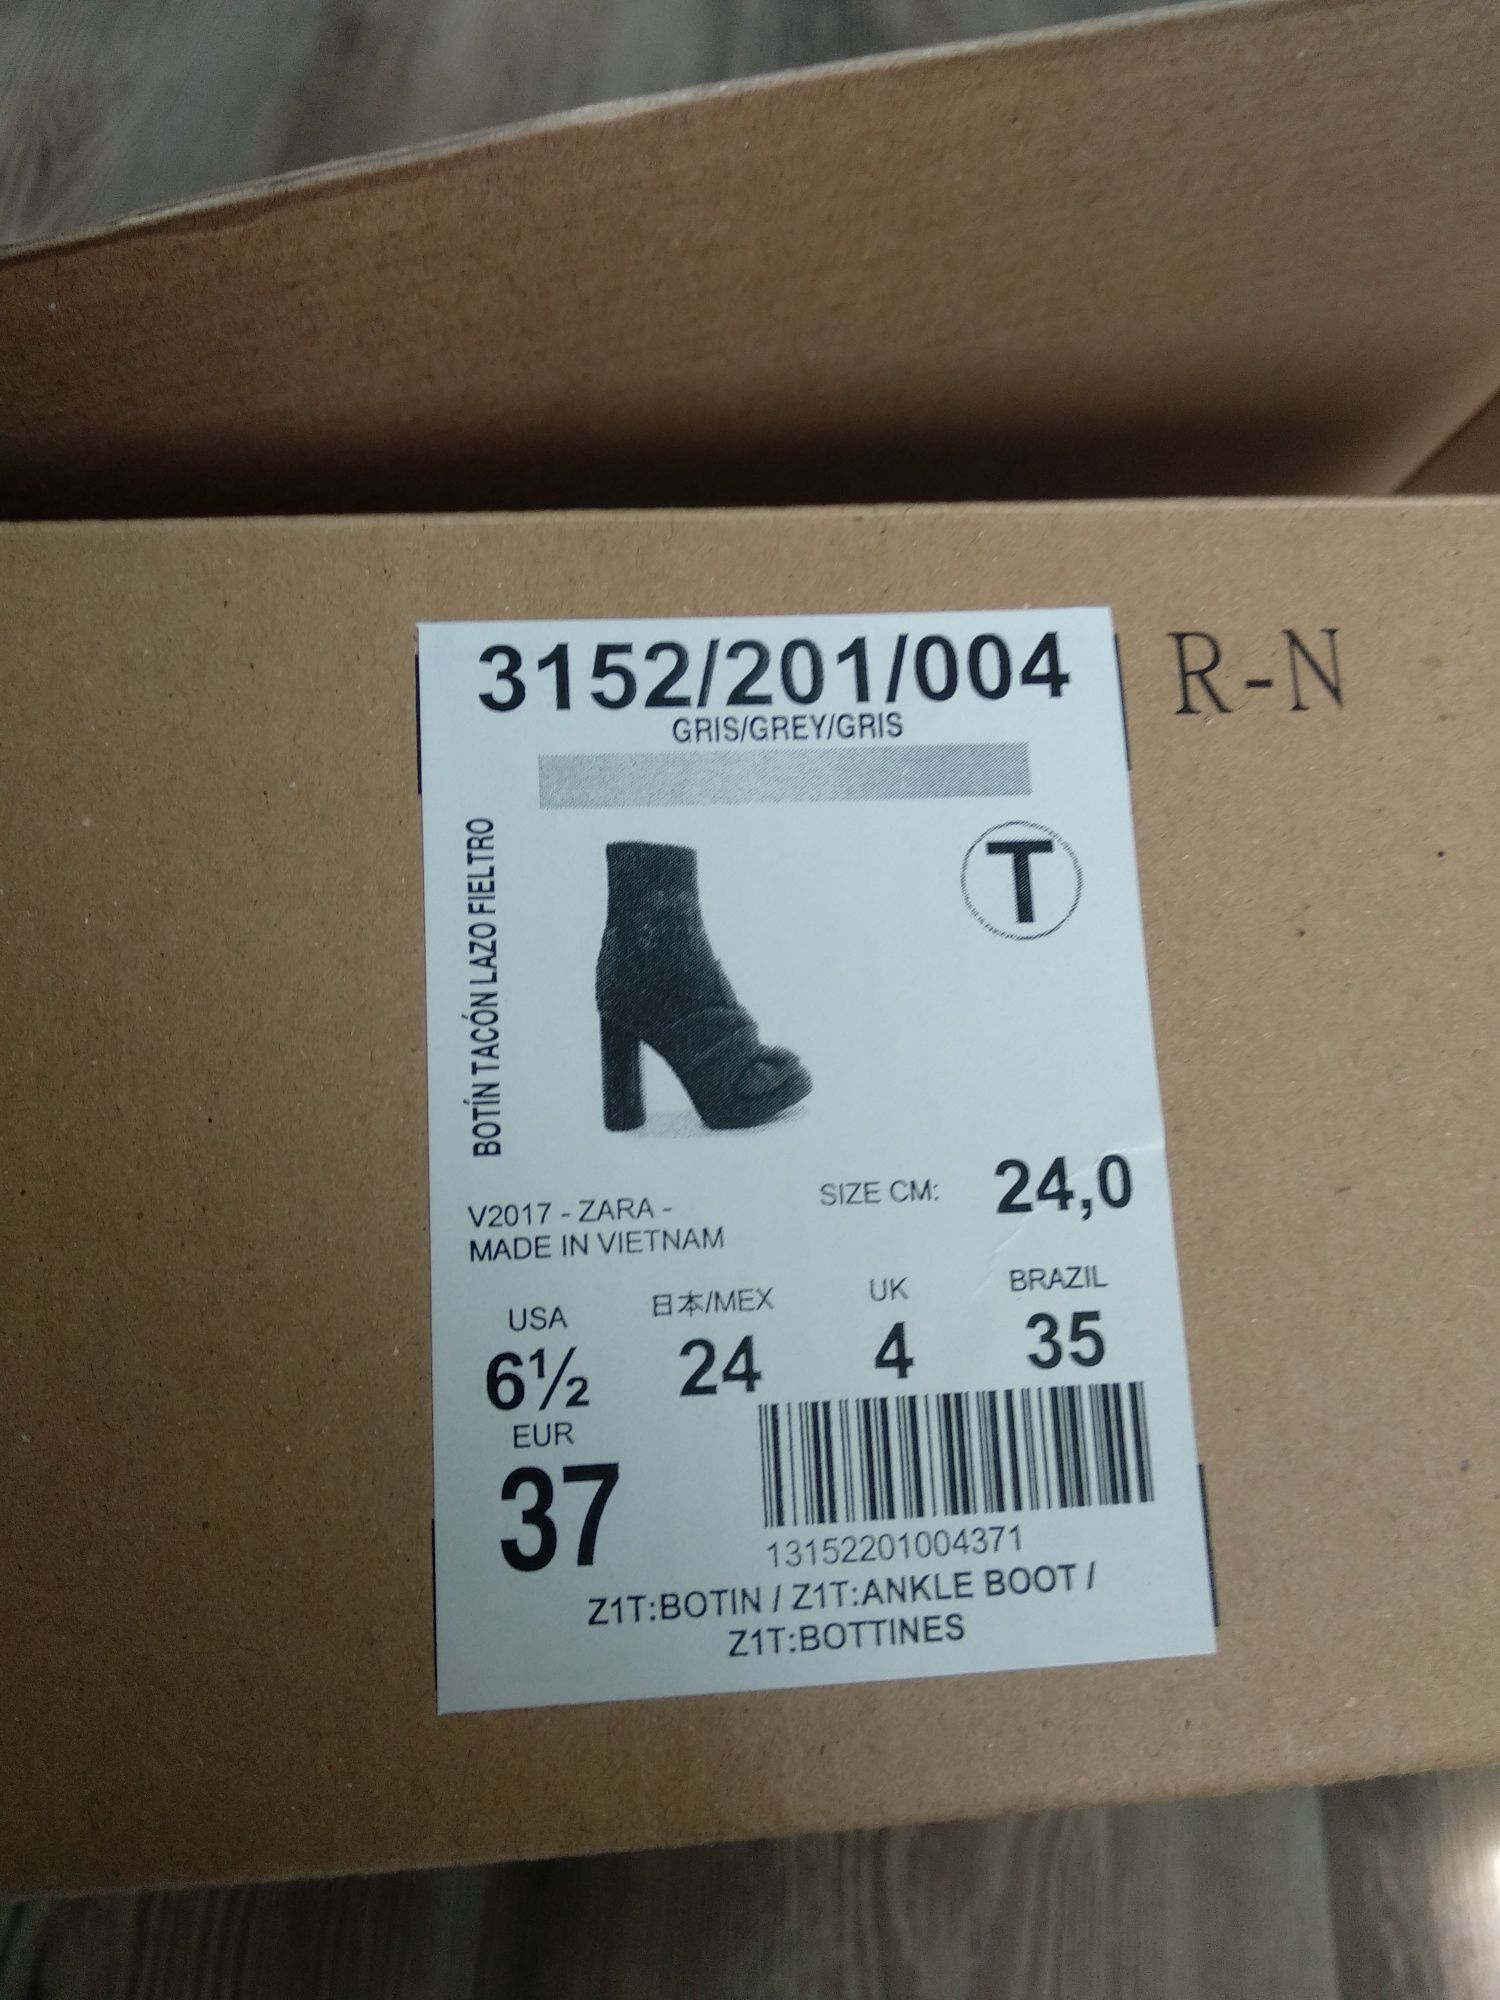 3152/201/004
R-N
GRIS/GREY/GRIS
T
BOTÍN TACÓN LAZO FIELTRO
V2017 - ZARA -
MADE IN VIETNAM
SIZE CM: 24,0
USA 日本/MEX UK BRAZIL
6½ 24 4 35
EUR
37
13152201004371
Z1T:BOTIN / Z1T:ANKLE BOOT /
Z1T:BOTTINES